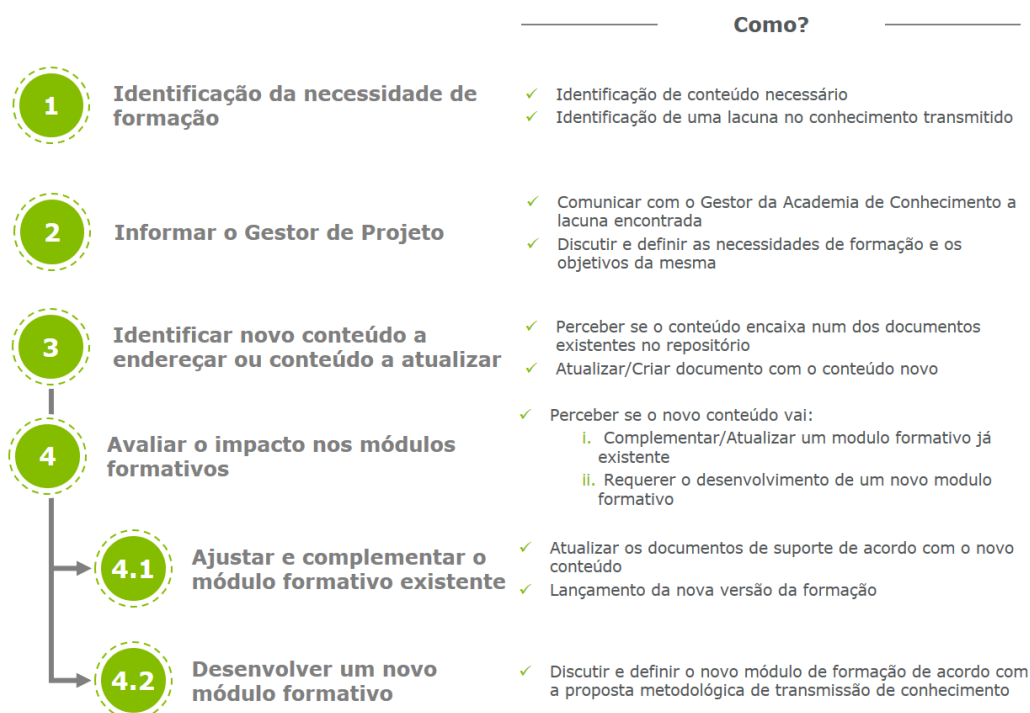 Como?
1
Identificação da necessidade de
formação
✓ Identificação de conteúdo necessário
✓ Identificação de uma lacuna no conhecimento transmitido
2
Informar o Gestor de Projeto
✓ Comunicar com o Gestor da Academia de Conhecimento a
lacuna encontrada
✓ Discutir e definir as necessidades de formação e os
objetivos da mesma
3
Identificar novo conteúdo a
endereçar ou conteúdo a atualizar
✓ Perceber se o conteúdo encaixa num dos documentos
existentes no repositório
✓ Atualizar/Criar documento com o conteúdo novo
4
Avaliar o impacto nos módulos
formativos
✓ Perceber se o novo conteúdo vai:
i. Complementar/Atualizar um modulo formativo já
existente
ii. Requerer o desenvolvimento de um novo modulo
formativo
4.1
Ajustar e complementar o
módulo formativo existente
✓ Atualizar os documentos de suporte de acordo com o novo
conteúdo
✓ Lançamento da nova versão da formação
4.2
Desenvolver um novo
módulo formativo
✓ Discutir e definir o novo módulo de formação de acordo com
a proposta metodológica de transmissão de conhecimento